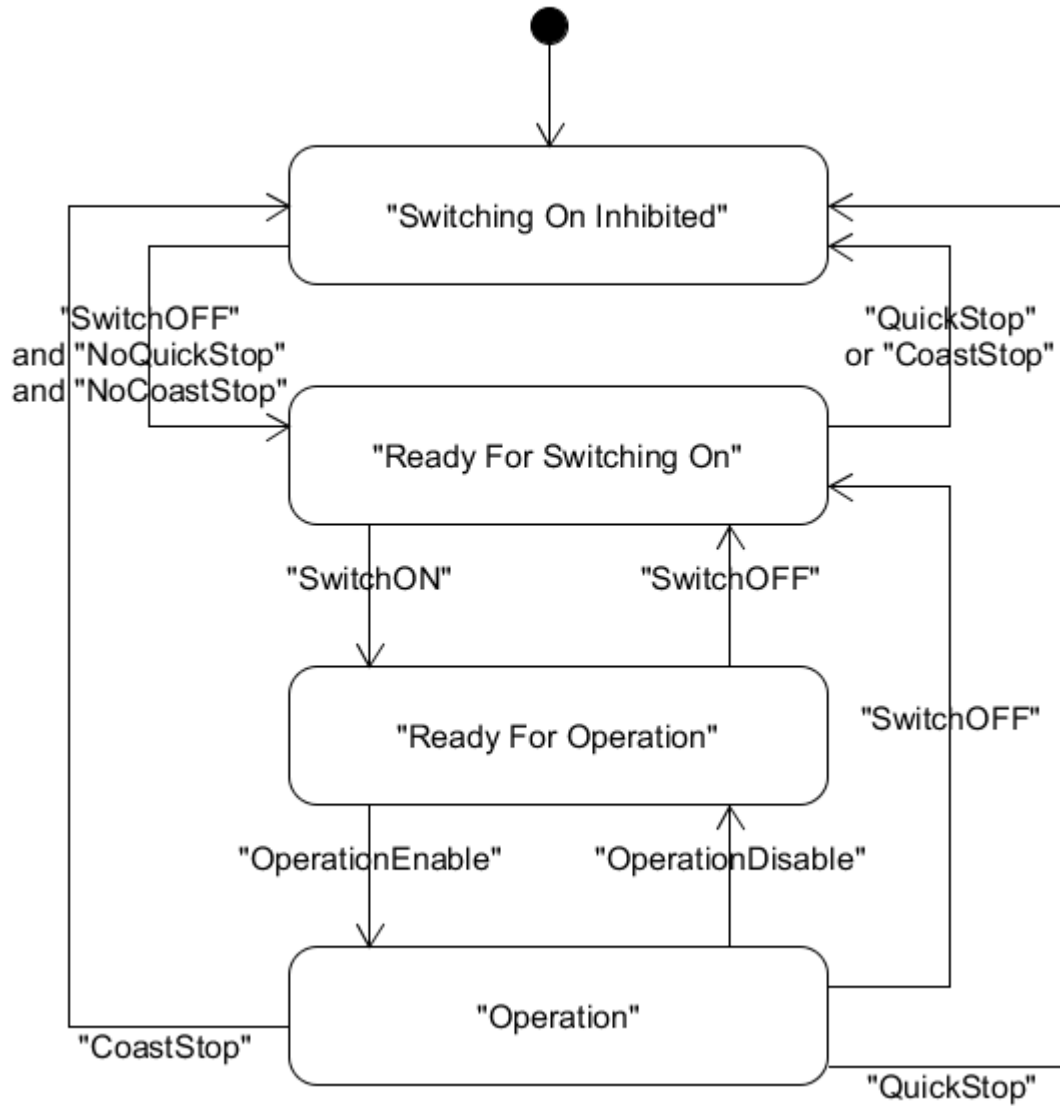 "Switching On Inhibited"
"SwitchOFF"
and "NoQuickStop"
and "NoCoastStop"
"QuickStop"
or "CoastStop"
"Ready For Switching On"
"SwitchON"
"SwitchOFF"
"Ready For Operation"
"SwitchOFF"
"OperationEnable"
"OperationDisable"
"Operation"
"CoastStop"
"QuickStop"